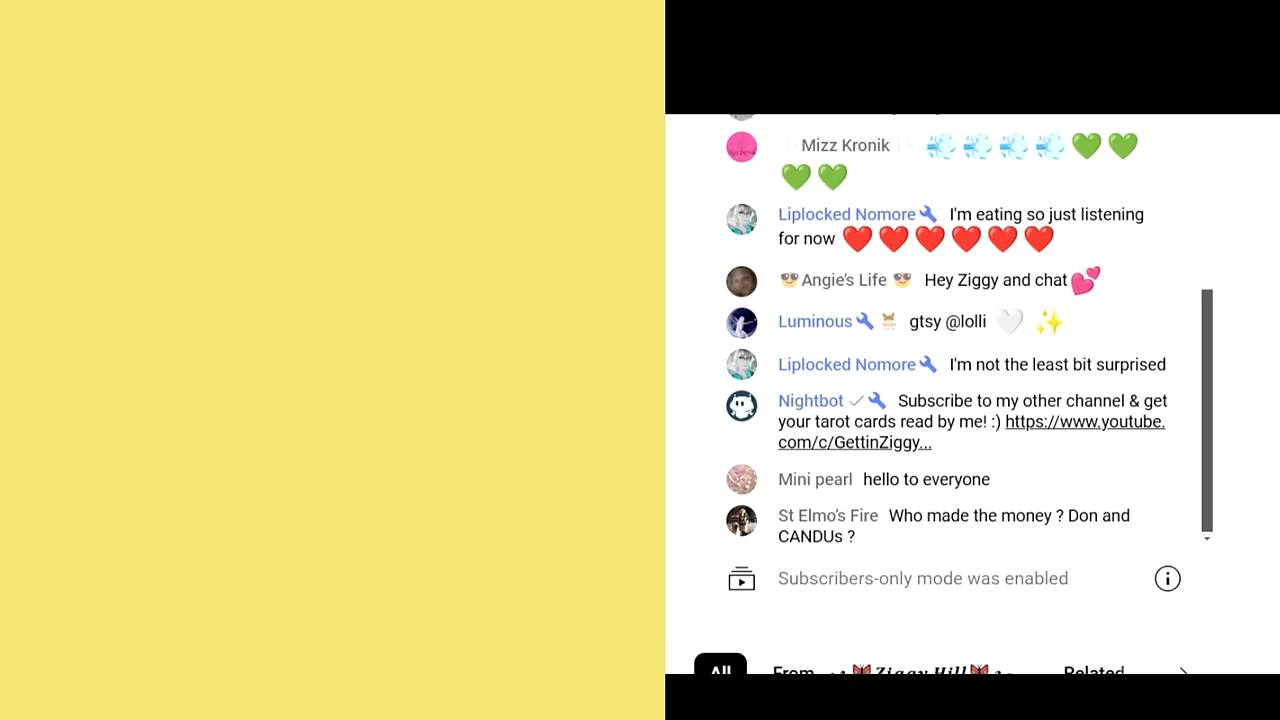 Mizz Kronik 💨💨💨💨💚💚
💚💚
Liplocked Nomore I'm eating so just listening
for now ❤️❤️❤️❤️❤️❤️
😎Angie's Life 😎 Hey Ziggy and chat💕
Luminous gtsy @lolli 🤍 ✨
Liplocked Nomore I'm not the least bit surprised
Nightbot Subscribe to my other channel & get
your tarot cards read by me! :) https://www.youtube.
com/c/GettinZiggy...
Mini pearl hello to everyone
St Elmo's Fire Who made the money ? Don and
CANDUs ?
Subscribers-only mode was enabled
All From 🦋Ziggy Hill🦋 Related